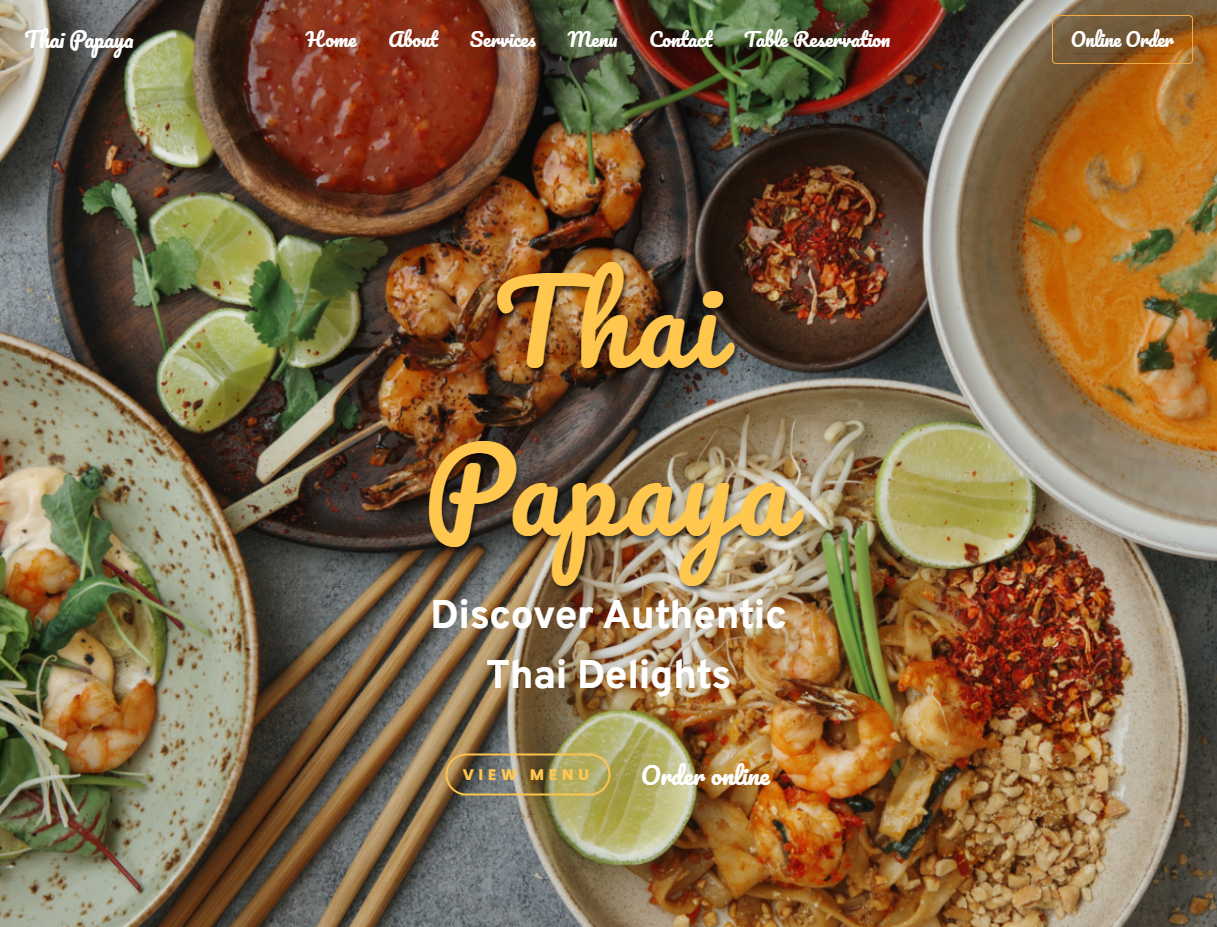 Thai Papaya
Home About Services Menu Contact Table Reservation
Online Order
Thai
Papaya
Discover Authentic
Thai Delights
VIEW MENU
Order online